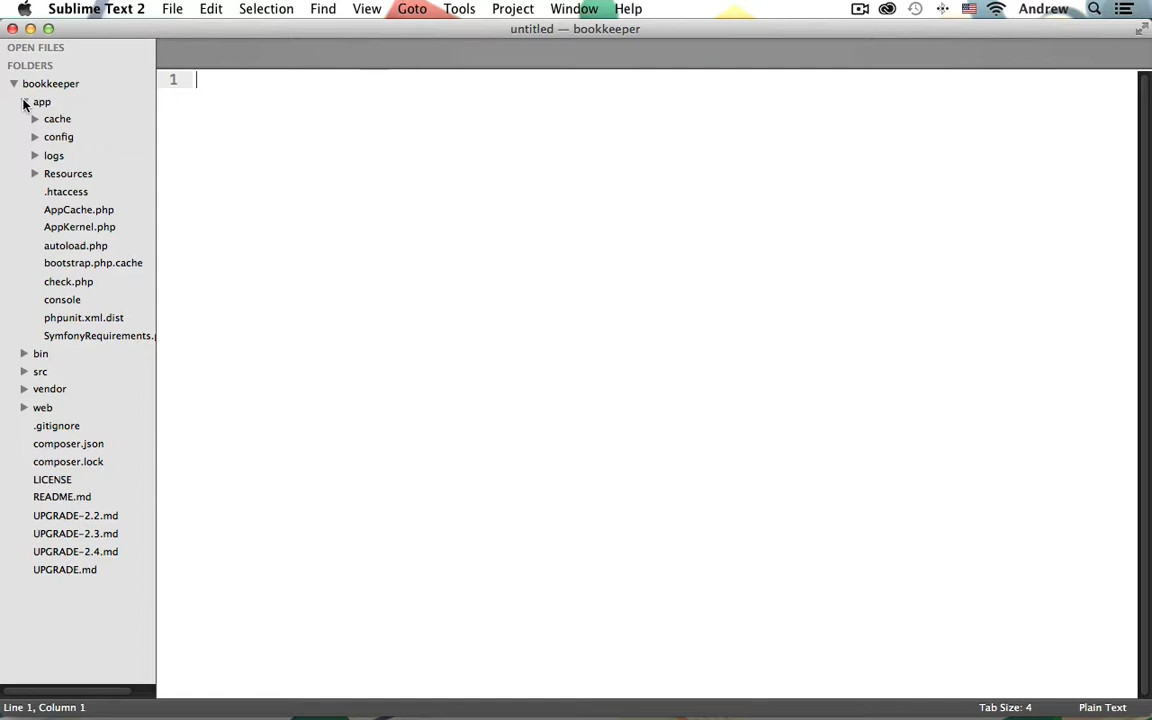 Sublime Text 2 File Edit Selection Find View Goto Tools Project Window Help Andrew
untitled — bookkeeper
OPEN FILES
FOLDERS
bookkeeper
1
app
cache
config
logs
Resources
.htaccess
AppCache.php
AppKernel.php
autoload.php
bootstrap.php.cache
check.php
console
phpunit.xml.dist
SymfonyRequirements.p
bin
src
vendor
web
.gitignore
composer.json
composer.lock
LICENSE
README.md
UPGRADE-2.2.md
UPGRADE-2.3.md
UPGRADE-2.4.md
UPGRADE.md
Line 1, Column 1 Tab Size: 4 Plain Text